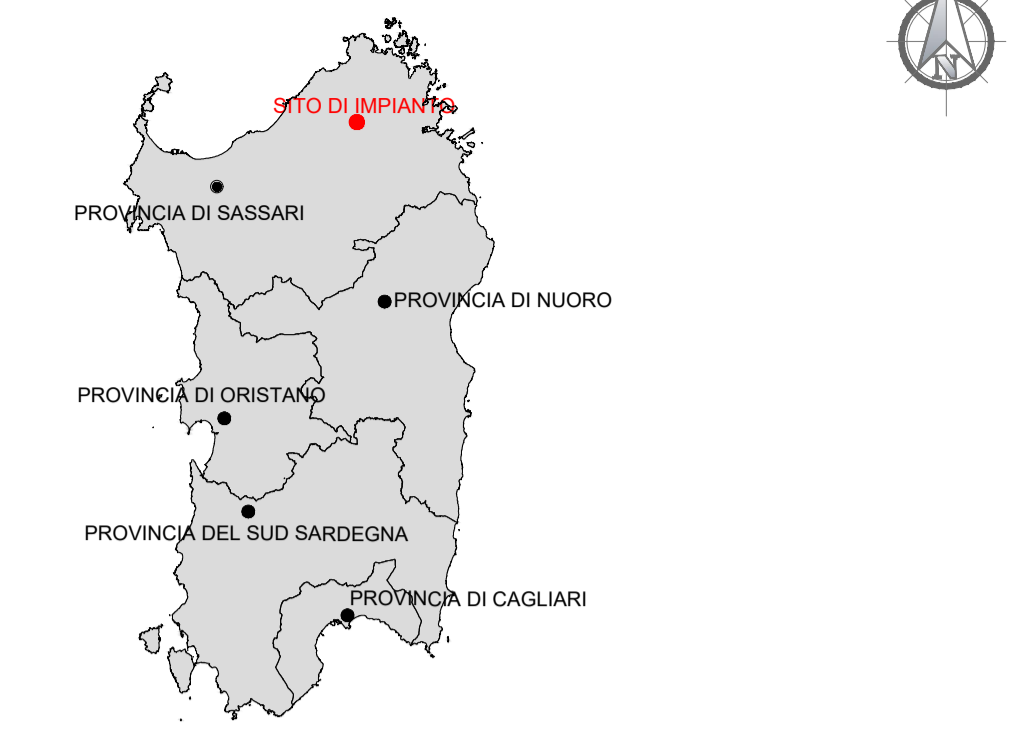 N
SITO DI IMPIANTO
PROVINCIA DI SASSARI
PROVINCIA DI NUORO
PROVINCIA DI ORISTANO
PROVINCIA DEL SUD SARDEGNA
PROVINCIA DI CAGLIARI